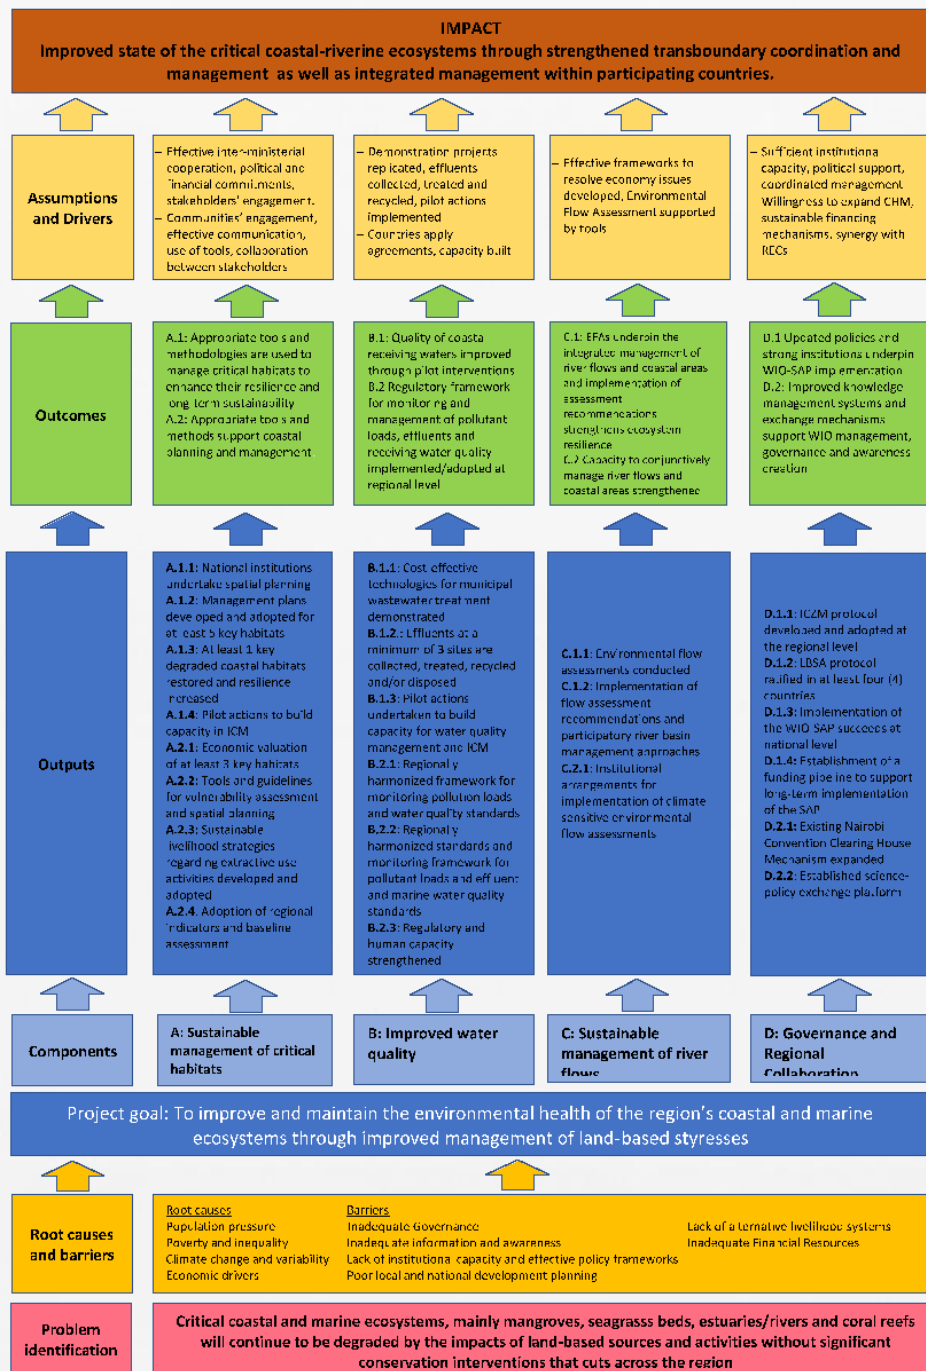 IMPACT
Improved state of the critical coastal-riverine ecosystems through strengthened transboundary coordination and
management as well as integrated management within participating countries.
Assumptions
and Drivers
– Effective inter-ministerial
cooperation, political and
financial commitments,
stakeholders' engagement.
– Communities' engagement,
effective communication,
use of tools, collaboration
between stakeholders
– Demonstration projects
replicated, effluents
collected, treated and
recycled, pilot actions
implemented
– Countries apply
agreements, capacity built
– Effective frameworks to
resolve economy issues
developed, Environmental
Flow Assessment supported
by tools
– Sufficient institutional
capacity, political support,
coordinated management
Willingness to expand CHM,
sustainable financing
mechanisms, synergy with
RECs
Outcomes
A.1: Appropriate tools and
methodologies are used to
manage critical habitats to
enhance their resilience and
long-term sustainability
A.2: Appropriate tools and
methods support coastal
planning and management
B.1: Quality of coastal
receiving waters improved
through pilot interventions
B.2 Regulatory framework
for monitoring and
management of pollutant
loads, effluents and
receiving water quality
implemented/adopted at
regional level
C.1: EFAs underpin the
integrated management of
river flows and coastal areas
and implementation of
assessment
recommendations
strengthens ecosystem
resilience
C.2 Capacity to conjunctively
manage river flows and
coastal areas strengthened
D.1 Updated policies and
strong institutions underpin
WIO-SAP implementation
D.2: Improved knowledge
management systems and
exchange mechanisms
support WIO management,
governance and awareness
creation
Outputs
A.1.1: National institutions
undertake spatial planning
A.1.2: Management plans
developed and adopted for
at least 5 key habitats
A.1.3: At least 1 key
degraded coastal habitats
restored and resilience
increased
A.1.4: Pilot actions to build
capacity in ICM
A.2.1: Economic valuation
of at least 3 key habitats
A.2.2: Tools and guidelines
for vulnerability assessment
and spatial planning
A.2.3: Sustainable
livelihood strategies
regarding extractive use
activities developed and
adopted
A.2.4. Adoption of regional
indicators and baseline
assessment
B.1.1: Cost-effective
technologies for municipal
wastewater treatment
demonstrated
B.1.2.: Effluents at a
minimum of 3 sites are
collected, treated, recycled
and/or disposed
B.1.3: Pilot actions
undertaken to build
capacity for water quality
management and ICM
B.2.1: Regionally
harmonized framework for
monitoring pollution loads
and water quality standards
B.2.2: Regionally
harmonized standards and
monitoring framework for
pollutant loads and effluent
and marine water quality
standards
B.2.3: Regulatory and
human capacity
strengthened
C.1.1: Environmental flow
assessments conducted
C.1.2: Implementation of
flow assessment
recommendations and
participatory river basin
management approaches
C.2.1: Institutional
arrangements for
implementation of climate
sensitive environmental
flow assessments
D.1.1: ICZM protocol
developed and adopted at
the regional level
D.1.2: LBSA protocol
ratified in at least four (4)
countries
D.1.3: Implementation of
the WIO-SAP succeeds at
national level
D.1.4: Establishment of a
funding pipeline to support
long-term implementation
of the SAP
D.2.1: Existing Nairobi
Convention Clearing House
Mechanism expanded
D.2.2: Established science-
policy exchange platform
Components
A: Sustainable
management of critical
habitats
B: Improved water
quality
C: Sustainable
management of river
flows
D: Governance and
Regional
Collaboration
Project goal: To improve and maintain the environmental health of the region's coastal and marine
ecosystems through improved management of land-based styresses
Root causes
and barriers
Root causes
Population pressure
Poverty and inequality
Climate change and variability
Economic drivers
Barriers
Inadequate Governance
Inadequate information and awareness
Lack of institutional capacity and effective policy frameworks
Poor local and national development planning
Lack of alternative livelihood systems
Inadequate Financial Resources
Problem
identification
Critical coastal and marine ecosystems, mainly mangroves, seagrasss beds, estuaries/rivers and coral reefs
will continue to be degraded by the impacts of land-based sources and activities without significant
conservation interventions that cuts across the region